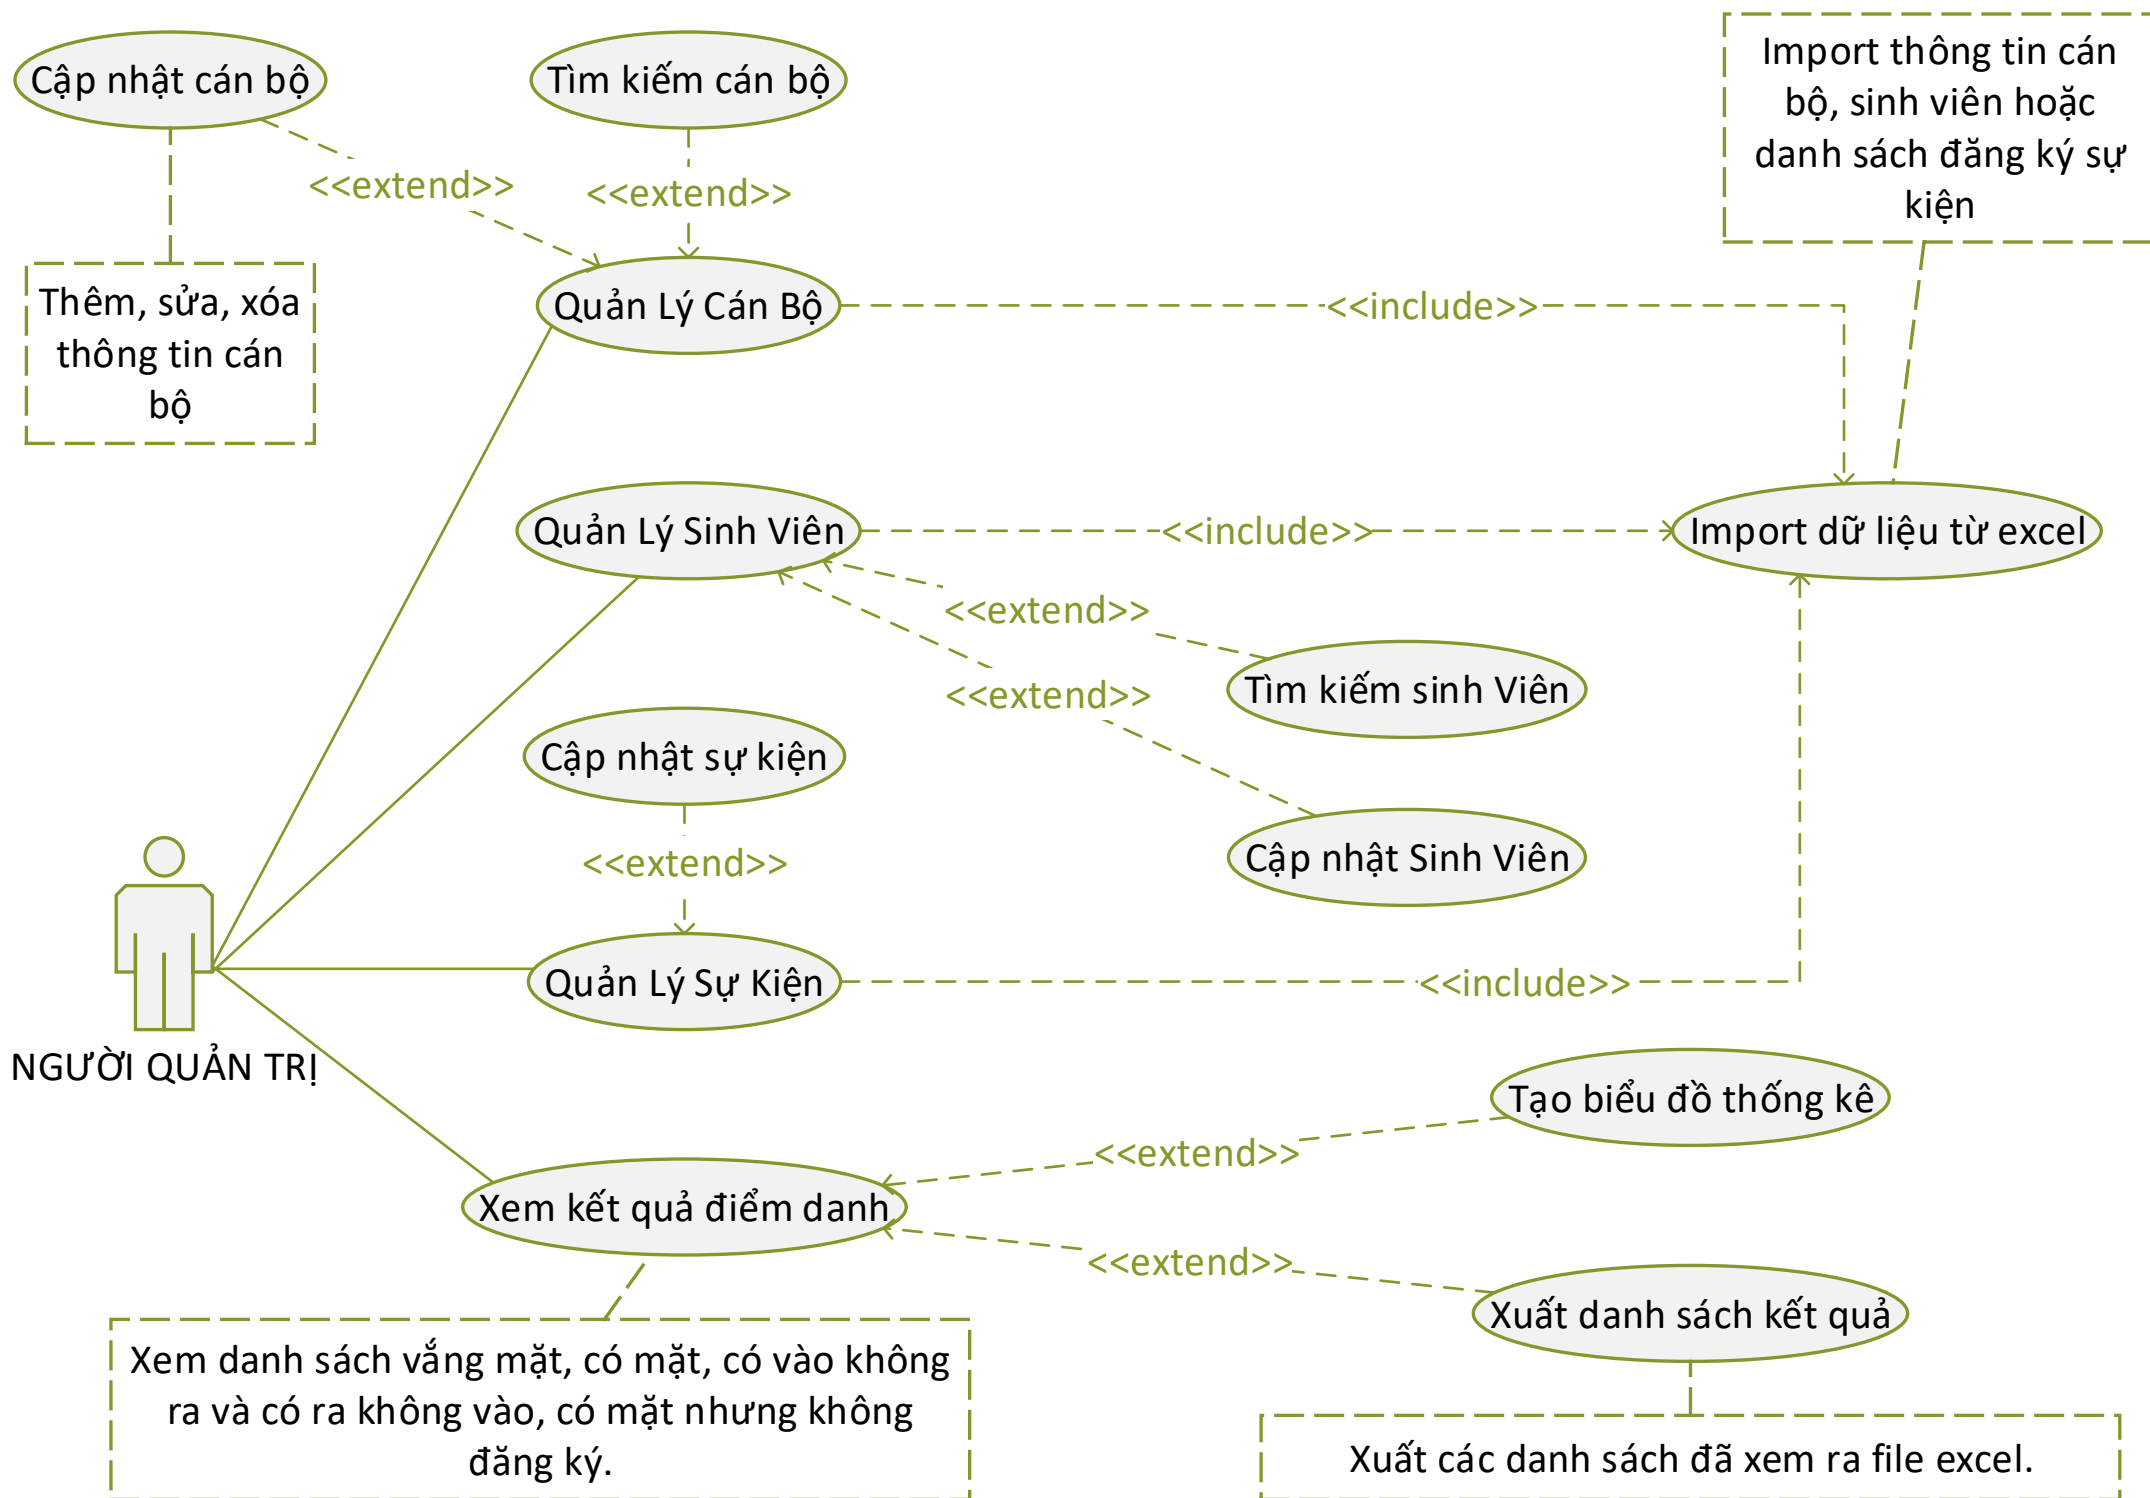 Cập nhật cán bộ
Tìm kiếm cán bộ
Import thông tin cán
bộ, sinh viên hoặc
danh sách đăng ký sự
kiện
<<extend>>
<<extend>>
Thêm, sửa, xóa
thông tin cán
bộ
Quản Lý Cán Bộ
<<include>>
Quản Lý Sinh Viên
<<include>>
Import dữ liệu từ excel
<<extend>>
Tìm kiếm sinh Viên
<<extend>>
Cập nhật sự kiện
<<extend>>
Cập nhật Sinh Viên
Quản Lý Sự Kiện
<<include>>
NGƯỜI QUẢN TRỊ
Tạo biểu đồ thống kê
<<extend>>
Xem kết quả điểm danh
<<extend>>
Xuất danh sách kết quả
Xem danh sách vắng mặt, có mặt, có vào không
ra và có ra không vào, có mặt nhưng không
đăng ký.
Xuất các danh sách đã xem ra file excel.